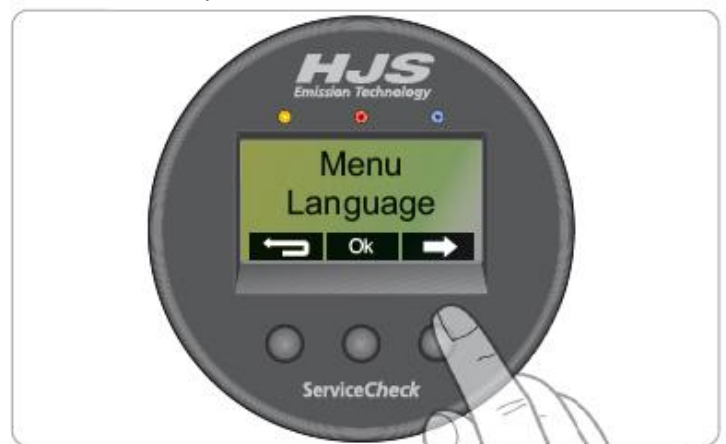 HJS
Emission Technology
Menu
Language
Ok
ServiceCheck